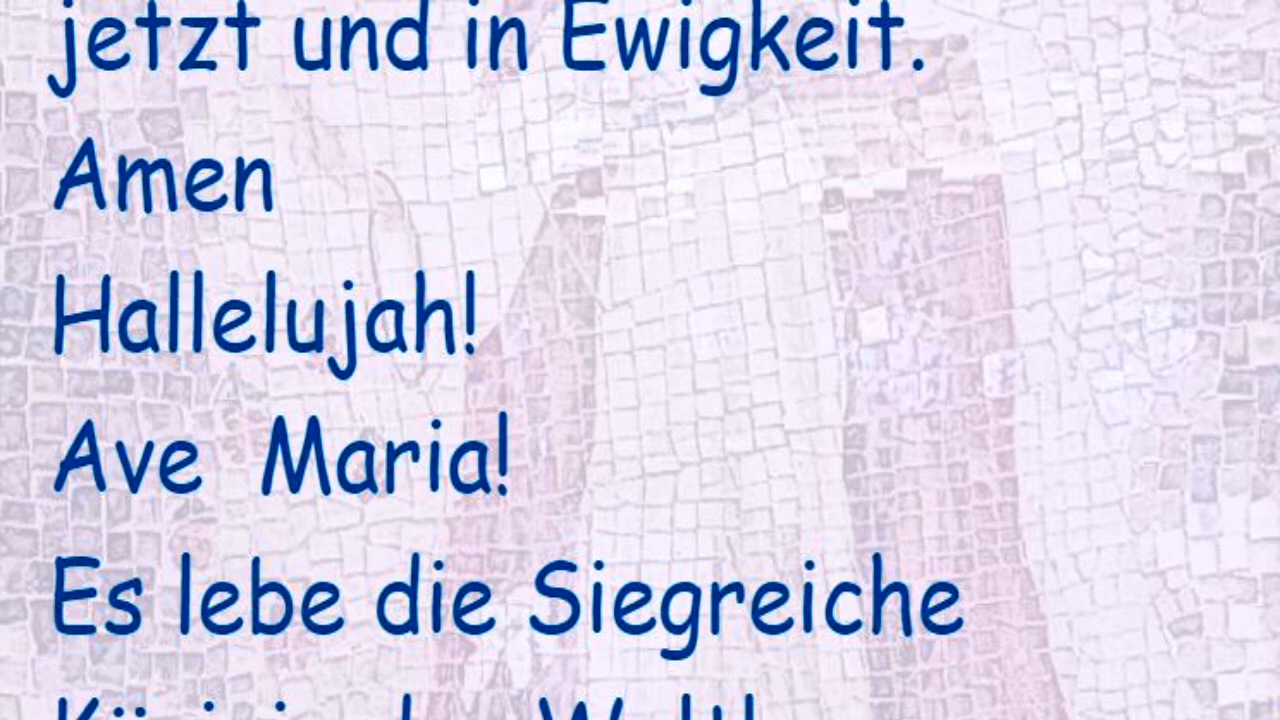 jetzt und in Ewigkeit.
Amen
Hallelujah!
Ave Maria!
Es lebe die Siegreiche